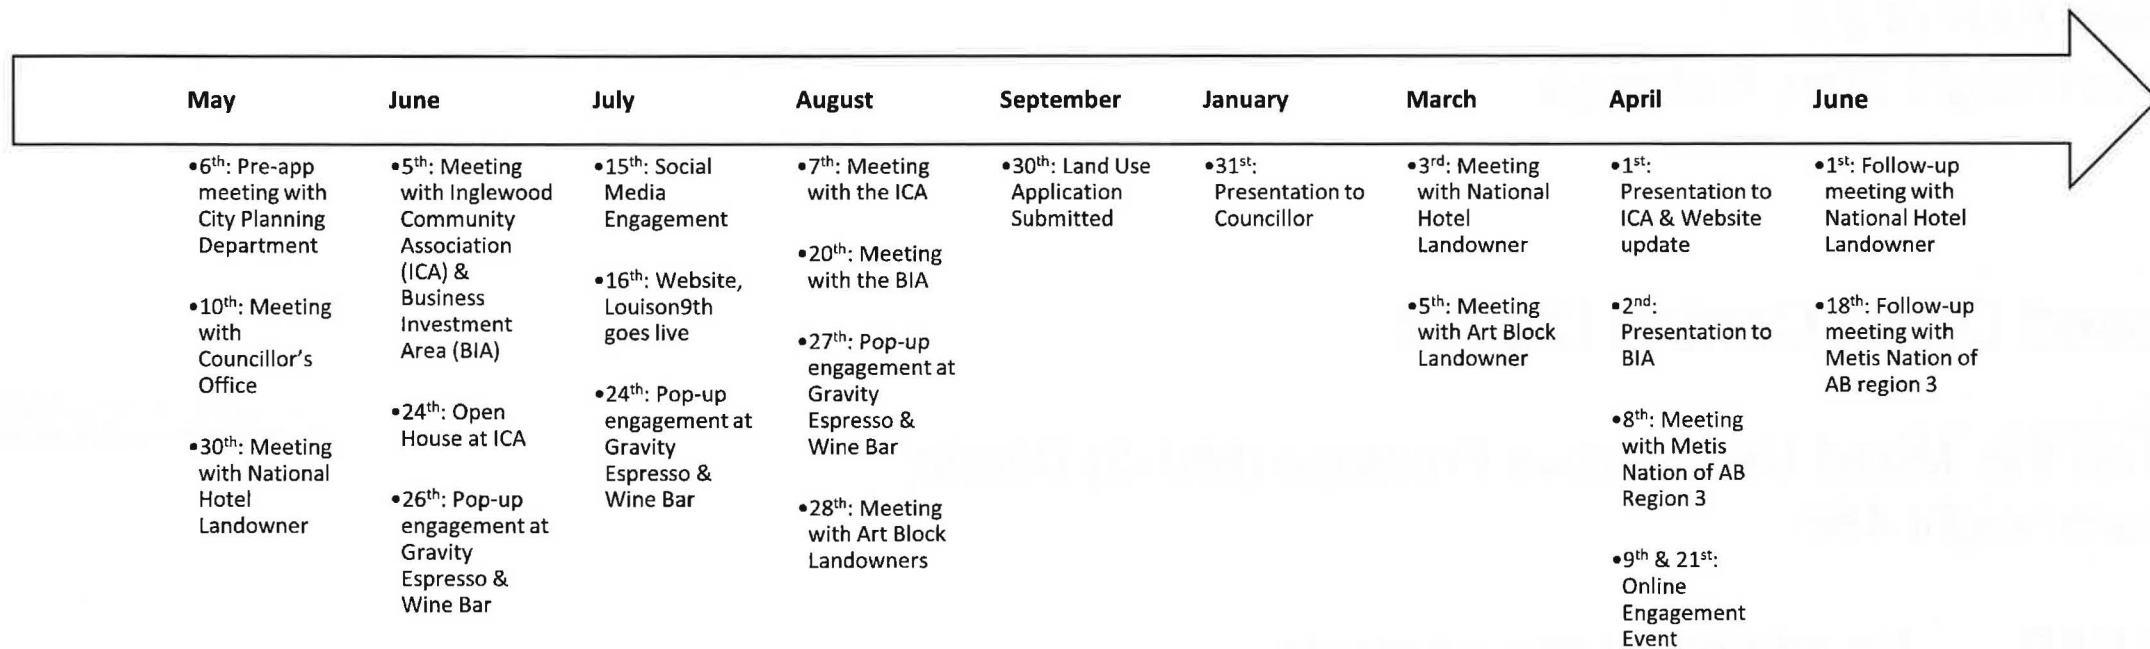 May
June
July
August
September
January
March
April
June
•6th: Pre-app
meeting with
City Planning
Department
•10th: Meeting
with
Councillor's
Office
•30th: Meeting
with National
Hotel
Landowner
•5th: Meeting
with Inglewood
Community
Association
(ICA) &
Business
Investment
Area (BIA)
•24th: Open
House at ICA
•26th: Pop-up
engagement at
Gravity
Espresso &
Wine Bar
•15th: Social
Media
Engagement
•16th: Website,
Louison9th
goes live
•24th: Pop-up
engagement at
Gravity
Espresso &
Wine Bar
•7th: Meeting
with the ICA
•20th: Meeting
with the BIA
•27th: Pop-up
engagement at
Gravity
Espresso &
Wine Bar
•28th: Meeting
with Art Block
Landowners
•30th: Land Use
Application
Submitted
•31st:
Presentation to
Councillor
•3rd: Meeting
with National
Hotel
Landowner
•5th: Meeting
with Art Block
Landowner
•1st:
Presentation to
ICA & Website
update
•2nd:
Presentation to
BIA
•8th: Meeting
with Metis
Nation of AB
Region 3
•9th & 21st:
Online
Engagement
Event
•1st: Follow-up
meeting with
National Hotel
Landowner
•18th: Follow-up
meeting with
Metis Nation of
AB region 3